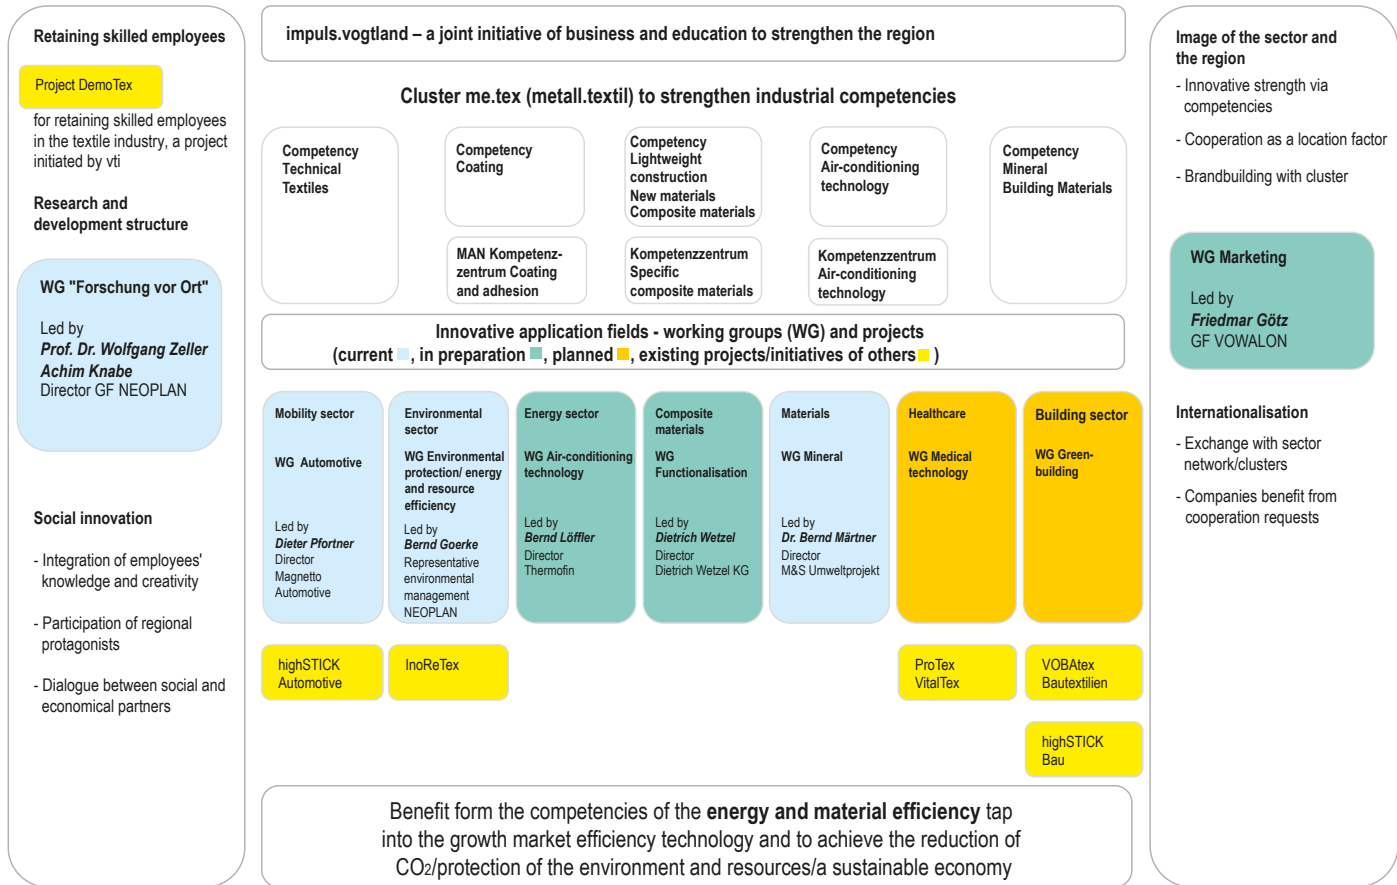 Retaining skilled employees
Project DemoTex
for retaining skilled employees
in the textile industry, a project
initiated by vti
Research and
development structure
WG "Forschung vor Ort"
Led by
Prof. Dr. Wolfgang Zeller
Achim Knabe
Director GF NEOPLAN
Social innovation
- Integration of employees'
knowledge and creativity
- Participation of regional
protagonists
- Dialogue between social and
economical partners
impuls.vogtland – a joint initiative of business and education to strengthen the region
Cluster me.tex (metall.textil) to strengthen industrial competencies
Competency
Technical
Textiles
Competency
Coating
Competency
Lightweight
construction
New materials
Composite materials
Competency
Air-conditioning
technology
Competency
Mineral
Building Materials
MAN Kompetenz-
zentrum Coating
and adhesion
Kompetenzzentrum
Specific
composite materials
Kompetenzzentrum
Air-conditioning
technology
Innovative application fields - working groups (WG) and projects
(current , in preparation , planned , existing projects/initiatives of others )
Mobility sector
WG Automotive
Led by
Dieter Pfortner
Director
Magnetto
Automotive
Environmental
sector
WG Environmental
protection/ energy
and resource
efficiency
Led by
Bernd Goerke
Representative
environmental
management
NEOPLAN
Energy sector
WG Air-conditioning
technology
Led by
Bernd Löffler
Director
Thermofin
Composite
materials
WG
Functionalisation
Led by
Dietrich Wetzel
Director
Dietrich Wetzel KG
Materials
WG Mineral
Led by
Dr. Bernd Märtner
Director
M&S Umweltprojekt
Healthcare
WG Medical
technology
Building sector
WG Green-
building
highSTICK
Automotive
InoReTex
ProTex
VitalTex
VOBAtex
Bautextilien
highSTICK
Bau
Benefit form the competencies of the energy and material efficiency tap
into the growth market efficiency technology and to achieve the reduction of
CO2/protection of the environment and resources/a sustainable economy
Image of the sector and
the region
- Innovative strength via
competencies
- Cooperation as a location factor
- Brandbuilding with cluster
WG Marketing
Led by
Friedmar Götz
GF VOWALON
Internationalisation
- Exchange with sector
network/clusters
- Companies benefit from
cooperation requests